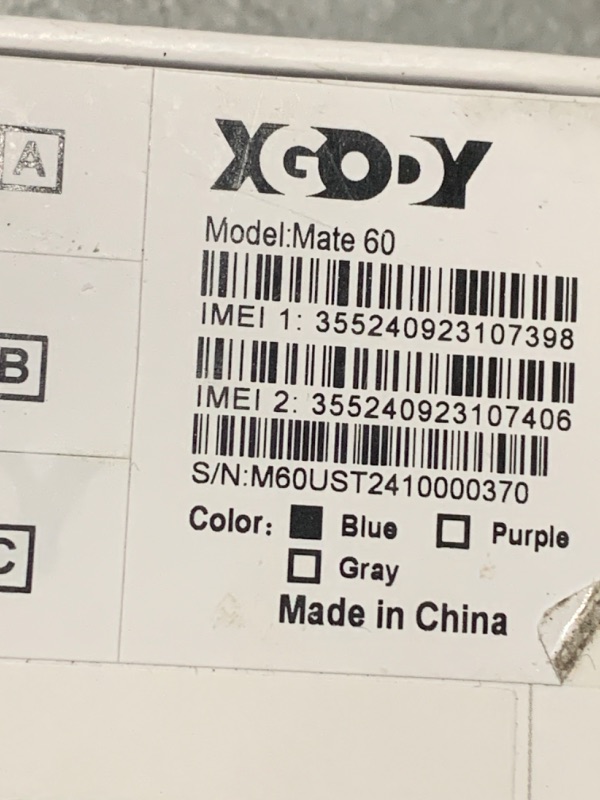 A
XGODY
Model:Mate 60
IMEI 1: 355240923107398
B
IMEI 2: 355240923107406
S/N:M60UST2410000370
Color: Blue Purple
C
Gray
Made in China